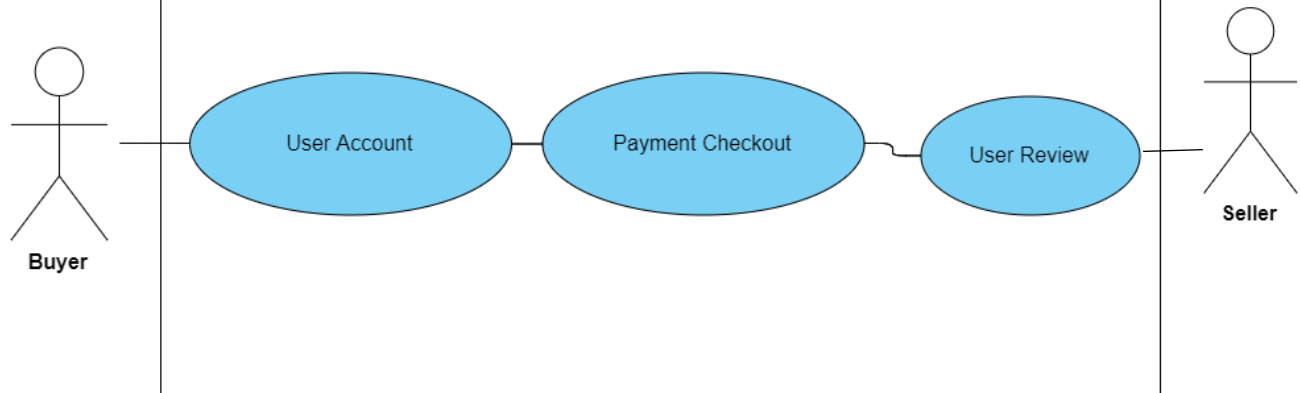 User Account
Payment Checkout
User Review
Buyer
Seller